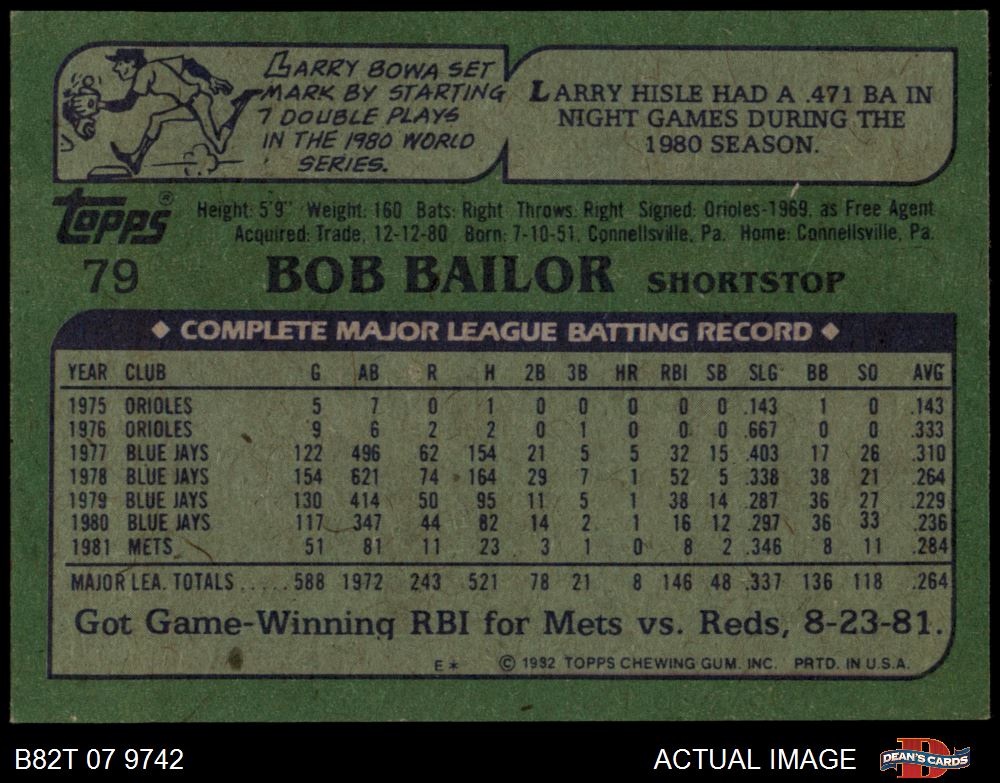 LARRY BOWA SET
MARK BY STARTING
7 DOUBLE PLAYS
IN THE 1980 WORLD
SERIES.
LARRY HISLE HAD A .471 BA IN
NIGHT GAMES DURING THE
1980 SEASON.
topps®
Height: 5'9" Weight: 160 Bats: Right Throws: Right Signed: Orioles-1969, as Free Agent
Acquired: Trade, 12-12-80 Born: 7-10-51, Connellsville, Pa. Home: Connellsville, Pa.
79 BOB BAILOR SHORTSTOP
◆ COMPLETE MAJOR LEAGUE BATTING RECORD ◆
YEAR CLUB G AB R H 2B 3B HR RBI SB SLG BB SO AVG
1975 ORIOLES 5 7 0 1 0 0 0 0 0 .143 1 0 .143
1976 ORIOLES 9 6 2 2 0 1 0 0 0 .667 0 0 .333
1977 BLUE JAYS 122 496 62 154 21 5 5 32 15 .403 17 26 .310
1978 BLUE JAYS 154 621 74 164 29 7 1 52 5 .338 38 21 .264
1979 BLUE JAYS 130 414 50 95 11 5 1 38 14 .287 36 27 .229
1980 BLUE JAYS 117 347 44 82 14 2 1 16 12 .297 36 33 .236
1981 METS 51 81 11 23 3 1 0 8 2 .346 8 11 .284
MAJOR LEA. TOTALS ..... 588 1972 243 521 78 21 8 146 48 .337 136 118 .264
Got Game-Winning RBI for Mets vs. Reds, 8-23-81.
E* © 1982 TOPPS CHEWING GUM, INC. PRTD. IN U.S.A.
B82T 07 9742
ACTUAL IMAGE
DEAN'S CARDS